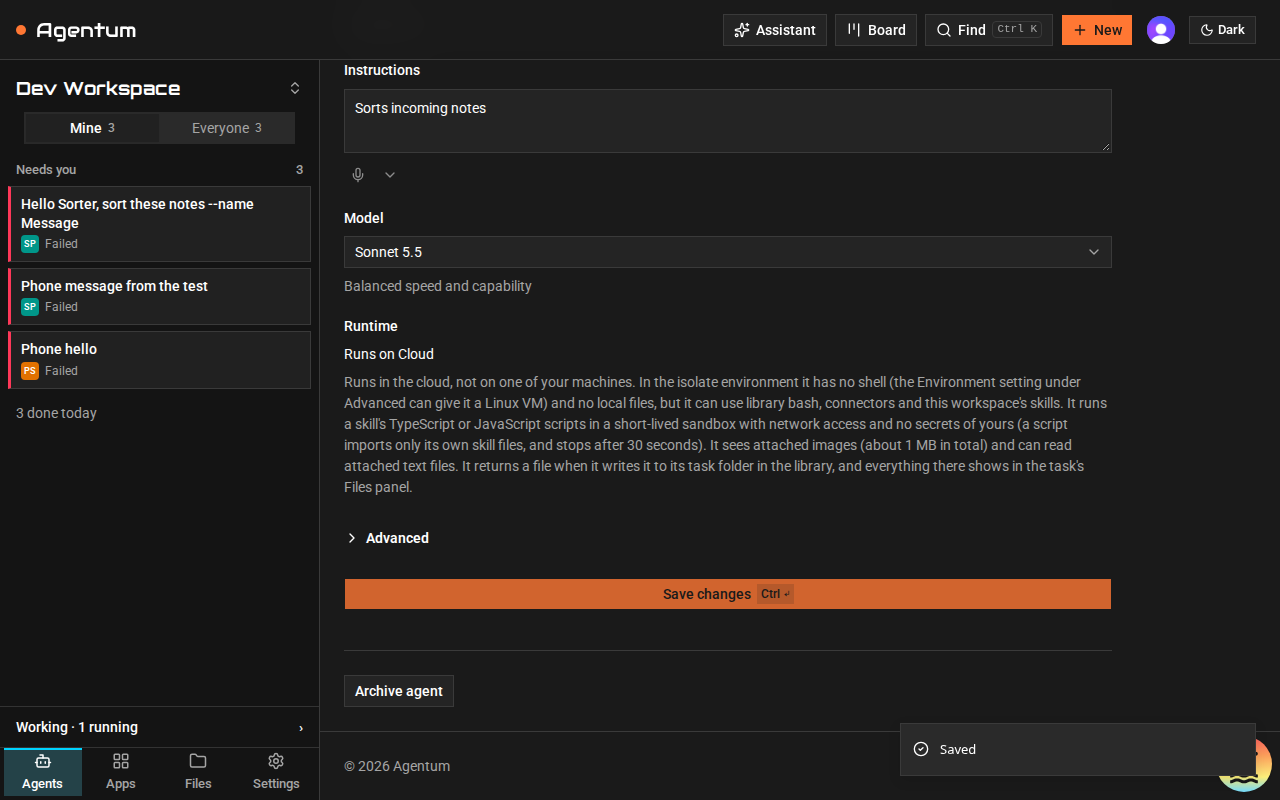 Agentum
Assistant
Board
Find Ctrl K
New
Dark
Dev Workspace
Mine 3
Everyone 3
Needs you 3
Hello Sorter, sort these notes --name
Message
SP Failed
Phone message from the test
SP Failed
Phone hello
PS Failed
3 done today
Working · 1 running ›
Agents
Apps
Files
Settings
Instructions
Sorts incoming notes
Model
Sonnet 5.5
Balanced speed and capability
Runtime
Runs on Cloud
Runs in the cloud, not on one of your machines. In the isolate environment it has no shell (the Environment setting under
Advanced can give it a Linux VM) and no local files, but it can use library bash, connectors and this workspace's skills. It runs
a skill's TypeScript or JavaScript scripts in a short-lived sandbox with network access and no secrets of yours (a script
imports only its own skill files, and stops after 30 seconds). It sees attached images (about 1 MB in total) and can read
attached text files. It returns a file when it writes it to its task folder in the library, and everything there shows in the task's
Files panel.
Advanced
Save changes Ctrl ↵
Archive agent
© 2026 Agentum
Saved